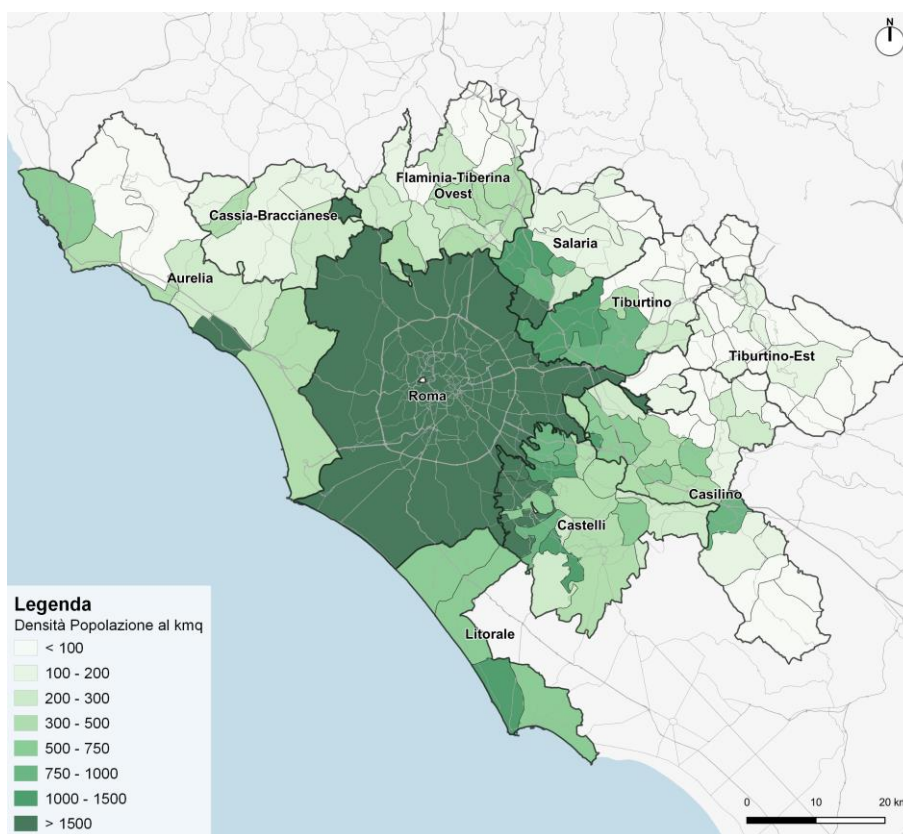 N
Flaminia-Tiberina
Ovest
Cassia-Braccianese
Salaria
Aurelia
Tiburtino
Tiburtino-Est
Roma
Casilino
Castelli
Litorale
Legenda
Densità Popolazione al kmq
< 100
100 - 200
200 - 300
300 - 500
500 - 750
750 - 1000
1000 - 1500
> 1500
0 10 20 km